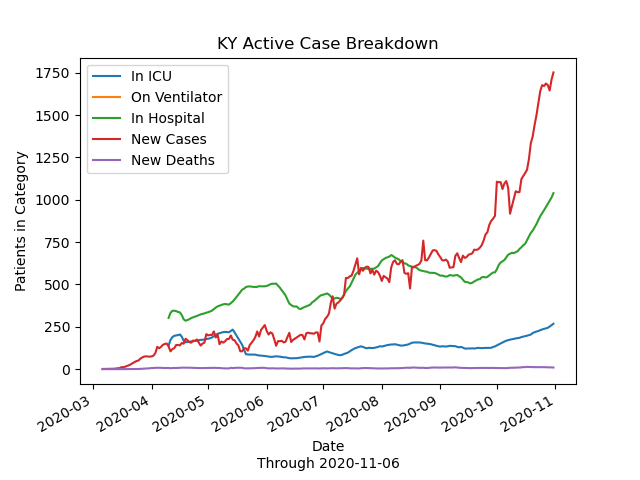 KY Active Case Breakdown
In ICU
On Ventilator
In Hospital
New Cases
New Deaths
Patients in Category
1750
1500
1250
1000
750
500
250
0
2020-03
2020-04
2020-05
2020-06
2020-07
2020-08
2020-09
2020-10
2020-11
Date
Through 2020-11-06